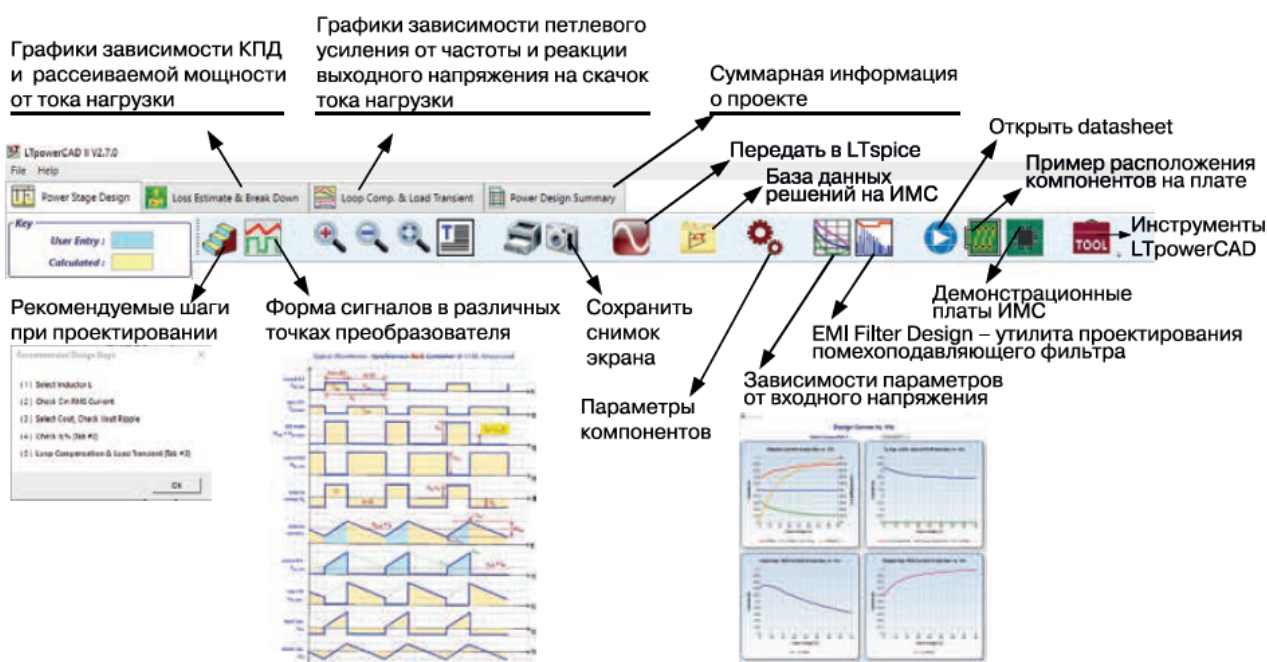 Графики зависимости КПД
и рассеиваемой мощности
от тока нагрузки
Графики зависимости петлевого
усиления от частоты и реакции
выходного напряжения на скачок
тока нагрузки
Суммарная информация
о проекте
Передать в LTspice
База данных
решений на ИМС
Открыть datasheet
Пример расположения
компонентов на плате
Инструменты
LTpowerCAD
LTpowerCAD II V2.7.0
File Help
Power Stage Design
Loss Estimate & Break Down
Loop Comp. & Load Transient
Power Design Summary
Key
User Entry :
Calculated :
TOOL
Рекомендуемые шаги
при проектировании
Форма сигналов в различных
точках преобразователя
Сохранить
снимок
экрана
Параметры
компонентов
Демонстрационные
платы ИМС
EMI Filter Design – утилита проектирования
помехоподавляющего фильтра
Зависимости параметров
от входного напряжения
Recommended Design Steps
(1) Select Inductor L
(2) Check Cin RMS Current
(3) Select Cout, Check Vout Ripple
(5) Loop Compensation & Load Transient (Tab #3)
OK
Design Curves vs. Vin